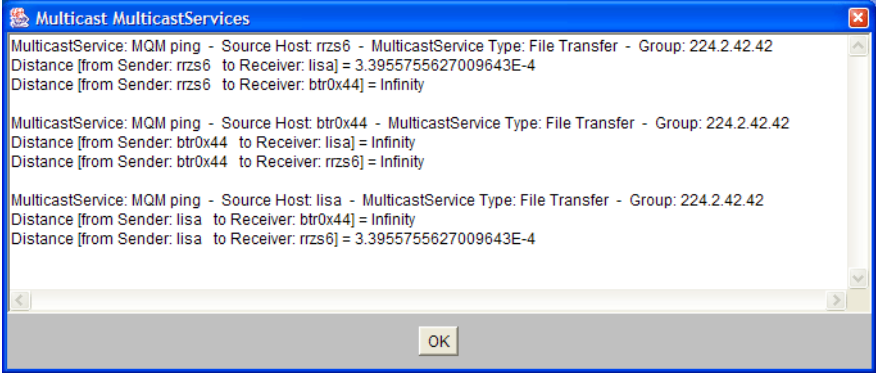 Multicast MulticastServices
MulticastService: MQM ping - Source Host: rrzs6 - MulticastService Type: File Transfer - Group: 224.2.42.42
Distance [from Sender: rrzs6 to Receiver: lisa] = 3.3955755627009643E-4
Distance [from Sender: rrzs6 to Receiver: btr0x44] = Infinity
MulticastService: MQM ping - Source Host: btr0x44 - MulticastService Type: File Transfer - Group: 224.2.42.42
Distance [from Sender: btr0x44 to Receiver: lisa] = Infinity
Distance [from Sender: btr0x44 to Receiver: rrzs6] = Infinity
MulticastService: MQM ping - Source Host: lisa - MulticastService Type: File Transfer - Group: 224.2.42.42
Distance [from Sender: lisa to Receiver: btr0x44] = Infinity
Distance [from Sender: lisa to Receiver: rrzs6] = 3.3955755627009643E-4
OK